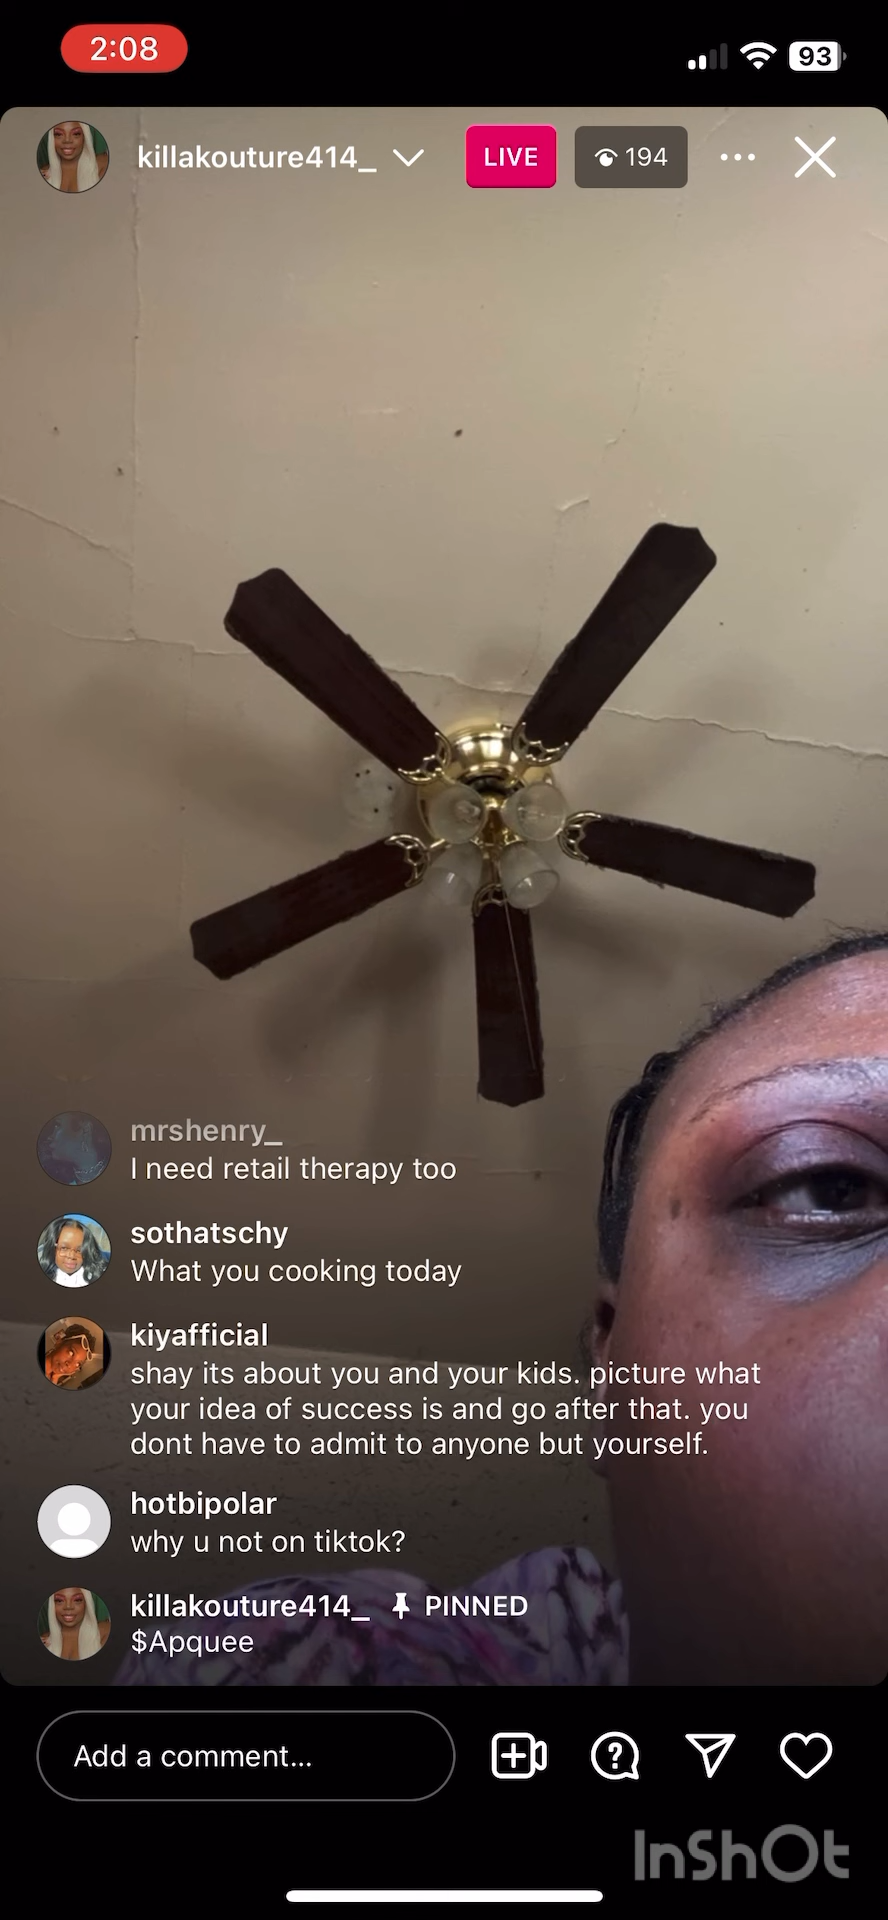 2:08
93
killakouture414_
LIVE
194
mrshenry_
I need retail therapy too
sothatschy
What you cooking today
kiyafficial
shay its about you and your kids. picture what
your idea of success is and go after that. you
dont have to admit to anyone but yourself.
hotbipolar
why u not on tiktok?
killakouture414_ PINNED
$Apquee
Add a comment...
InShOt